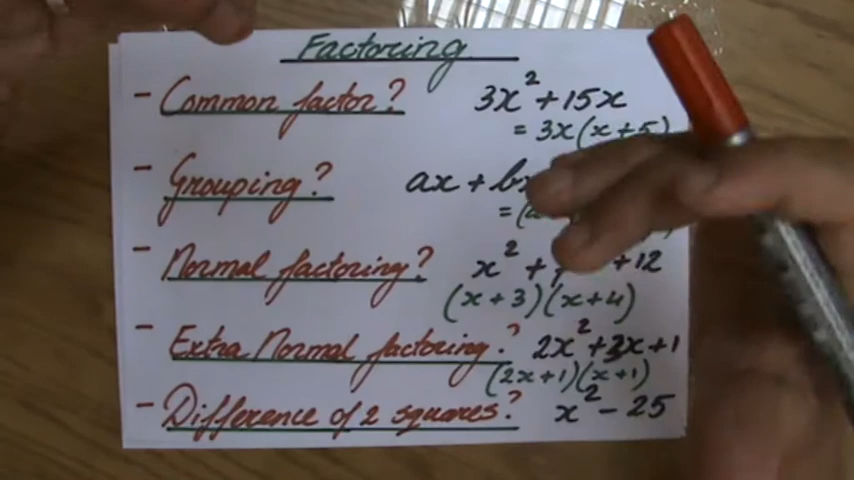 Factoring
- Common factor? 3x² + 15x
= 3x(x+5)
- Grouping? ax +
= (
- Normal factoring? x² + +12
(x+3)(x+4)
- Extra Normal factoring? 2x² + 3x + 1
(2x+1)(x+1)
- Difference of 2 squares? x² - 25